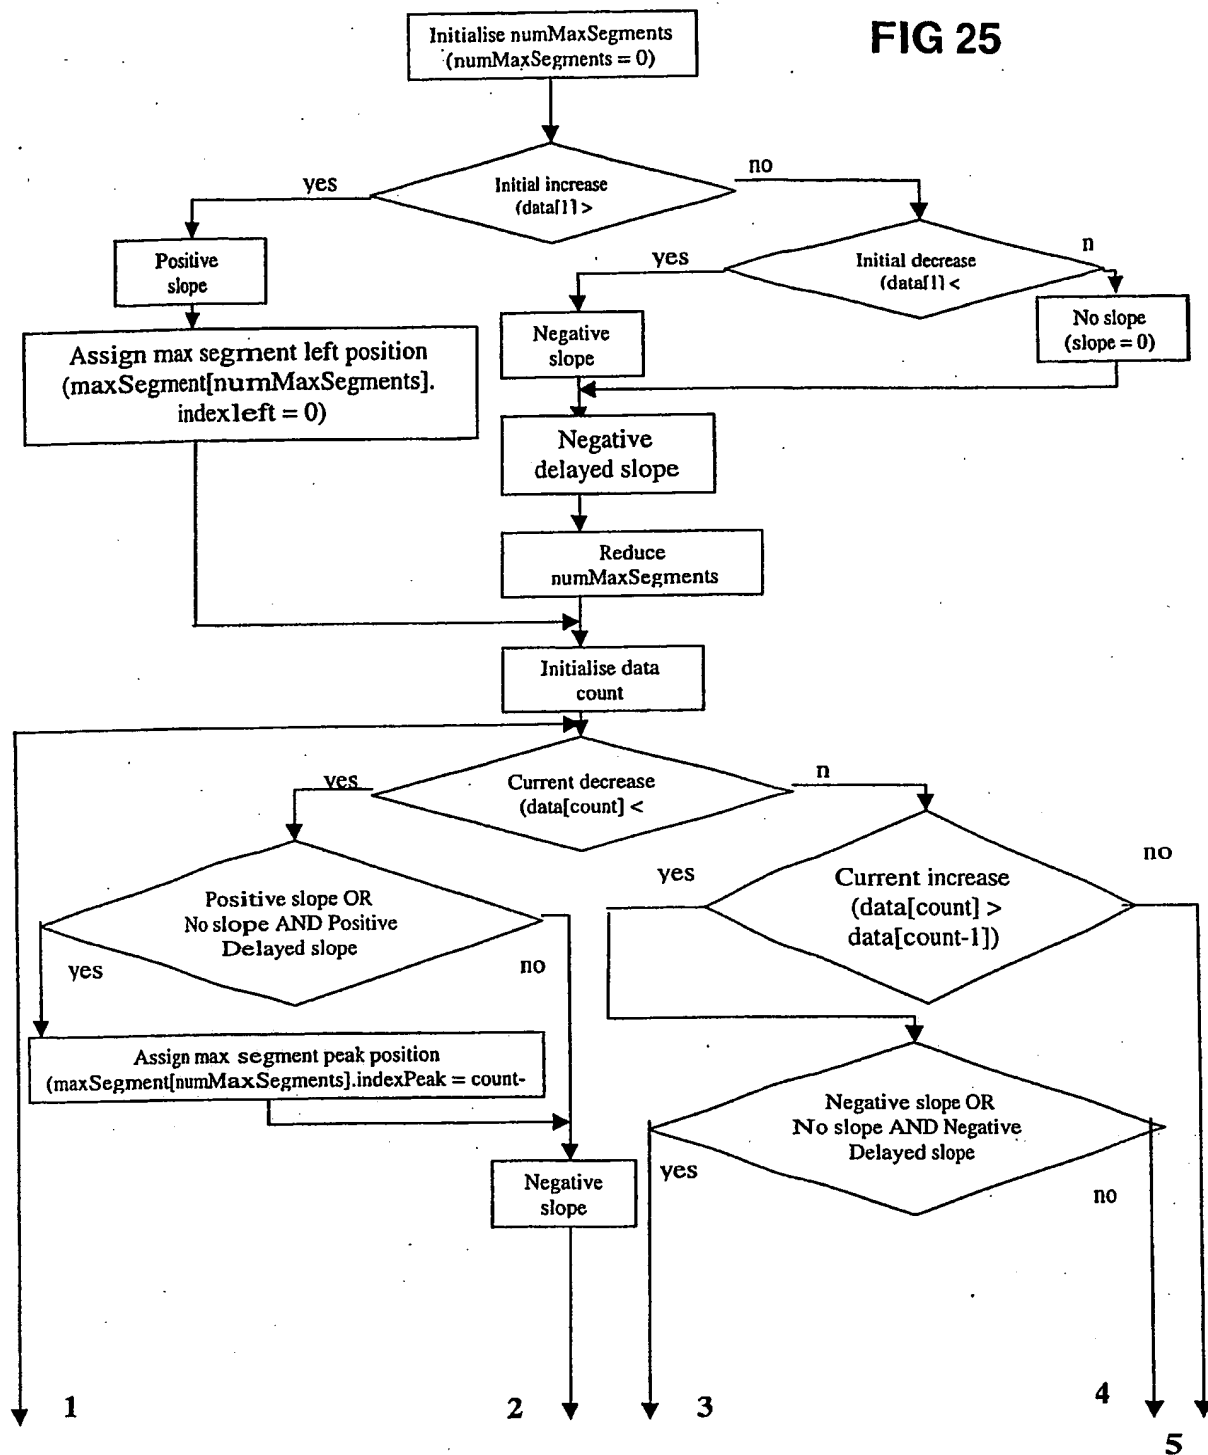 FIG 25
Initialise numMaxSegments
(numMaxSegments = 0)
yes
Initial increase
(data[1] >
no
Positive
slope
yes
Initial decrease
(data[1] <
n
Negative
slope
No slope
(slope = 0)
Assign max segment left position
(maxSegment[numMaxSegments].
indexleft = 0)
Negative
delayed slope
Reduce
numMaxSegments
Initialise data
count
yes
Current decrease
(data[count] <
n
Positive slope OR
No slope AND Positive
Delayed slope
yes
no
yes
Current increase
(data[count] >
data[count-1])
no
Assign max segment peak position
(maxSegment[numMaxSegments].indexPeak = count-
Negative slope OR
No slope AND Negative
Delayed slope
yes
no
Negative
slope
1
2
3
4
5